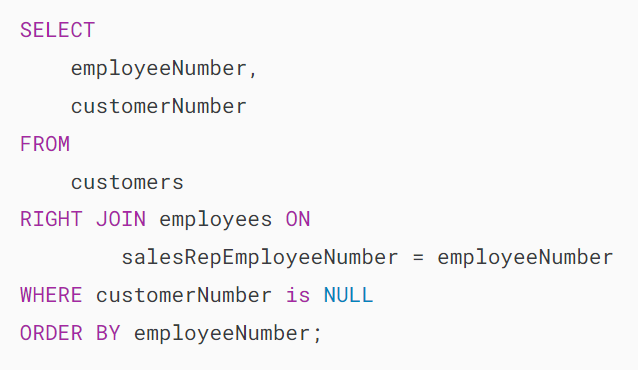 SELECT
    employeeNumber,
    customerNumber
FROM
    customers
RIGHT JOIN employees ON
        salesRepEmployeeNumber = employeeNumber
WHERE customerNumber is NULL
ORDER BY employeeNumber;